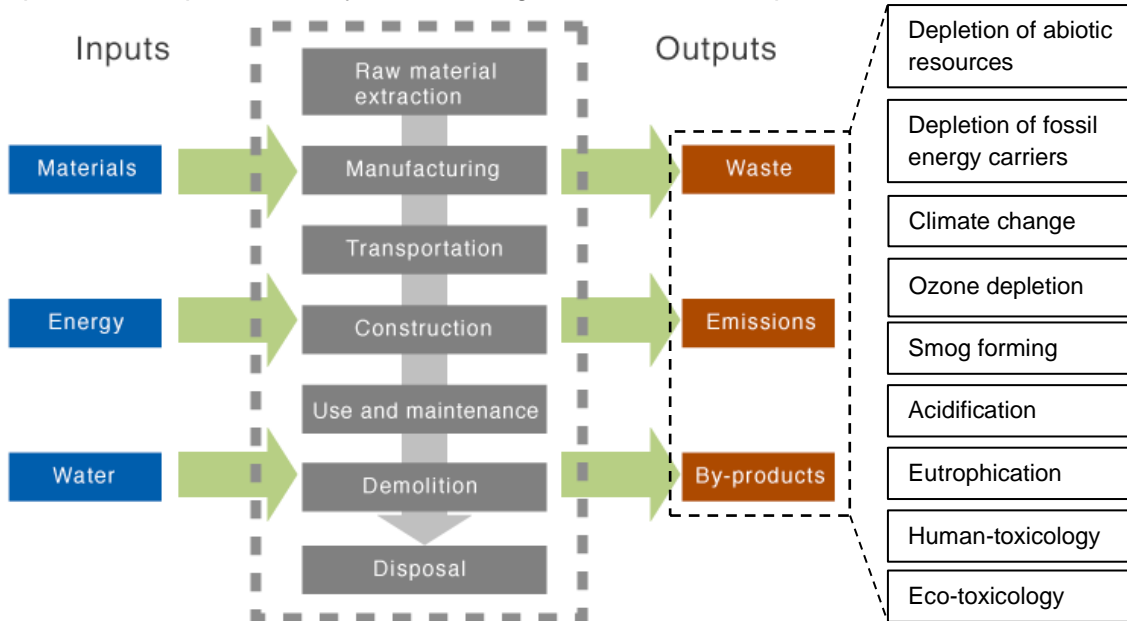 Inputs
Outputs
Raw material
extraction
Materials
Manufacturing
Waste
Transportation
Energy
Construction
Emissions
Use and maintenance
Water
Demolition
By-products
Disposal
Depletion of abiotic
resources
Depletion of fossil
energy carriers
Climate change
Ozone depletion
Smog forming
Acidification
Eutrophication
Human-toxicology
Eco-toxicology